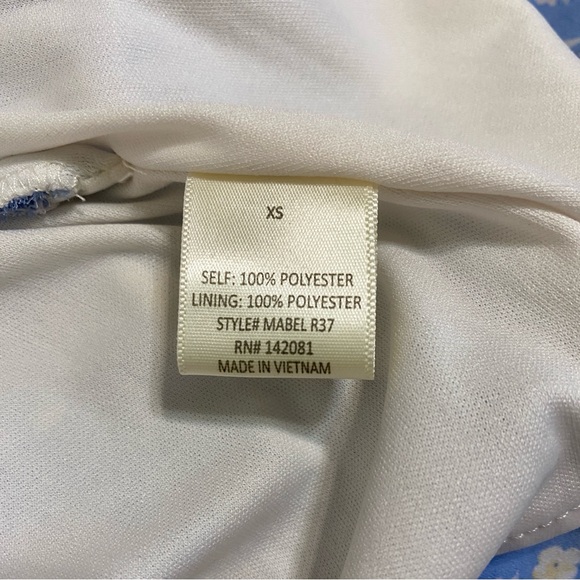 XS
SELF: 100% POLYESTER
LINING: 100% POLYESTER
STYLE# MABEL R37
RN# 142081
MADE IN VIETNAM